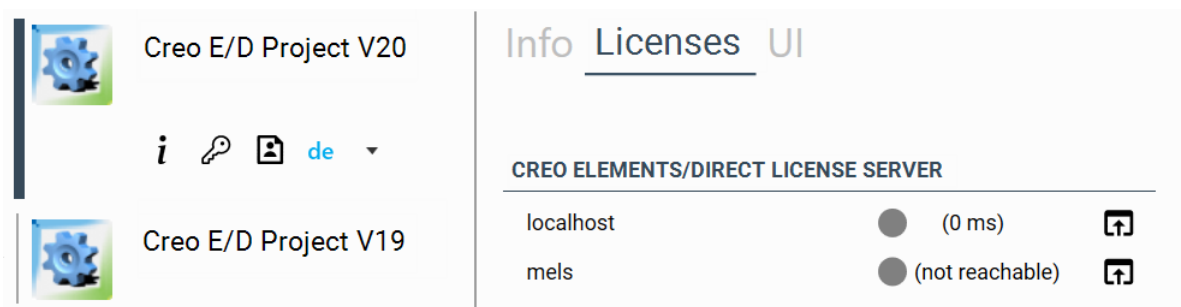 Creo E/D Project V20
i de
Creo E/D Project V19
Info Licenses UI
CREO ELEMENTS/DIRECT LICENSE SERVER
localhost (0 ms)
mels (not reachable)